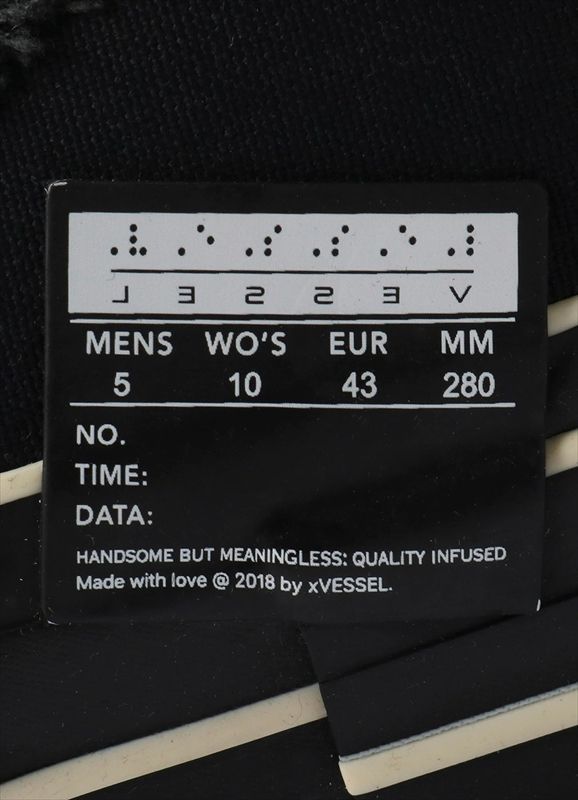 VESSEL
MENS WO'S EUR MM
5 10 43 280
NO.
TIME:
DATA:
HANDSOME BUT MEANINGLESS: QUALITY INFUSED
Made with love @ 2018 by xVESSEL.